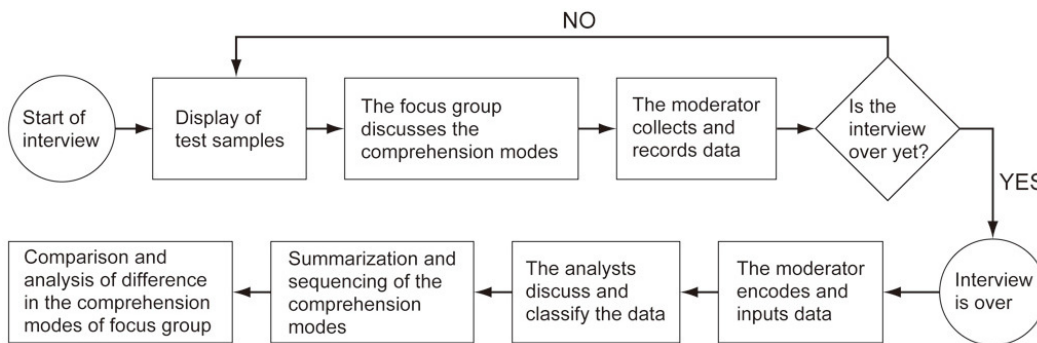 NO
Start of
interview
Display of
test samples
The focus group
discusses the
comprehension modes
The moderator
collects and
records data
Is the
interview
over yet?
YES
Comparison and
analysis of difference
in the comprehension
modes of focus group
Summarization and
sequencing of the
comprehension
modes
The analysts
discuss and
classify the data
The moderator
encodes and
inputs data
Interview
is over